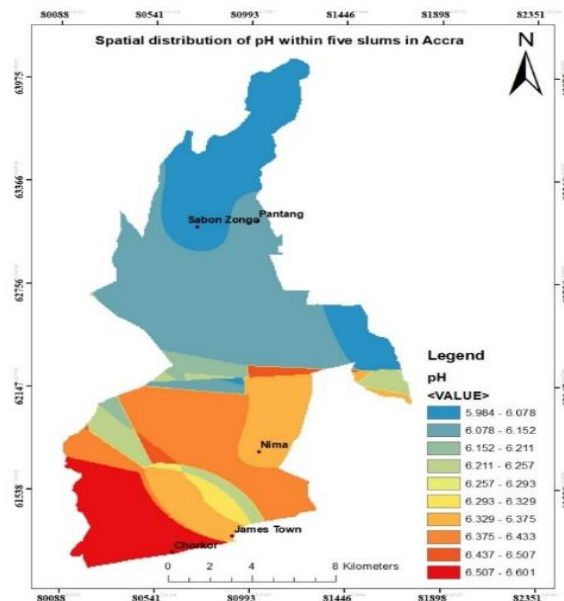 S0088 S0541 S0993 S1446 S1898 S2351
Spatial distribution of pH within five slums in Accra
N
63975
63366
62756
62147
61538
Sabon Zongo
Pantang
Nima
James Town
Chorkor
Legend
pH
<VALUE>
5.984 - 6.078
6.078 - 6.152
6.152 - 6.211
6.211 - 6.257
6.257 - 6.293
6.293 - 6.329
6.329 - 6.375
6.375 - 6.433
6.437 - 6.507
6.507 - 6.601
0 2 4 8 Kilometers
S0088 S0541 S0993 S1446 S1898 S2351